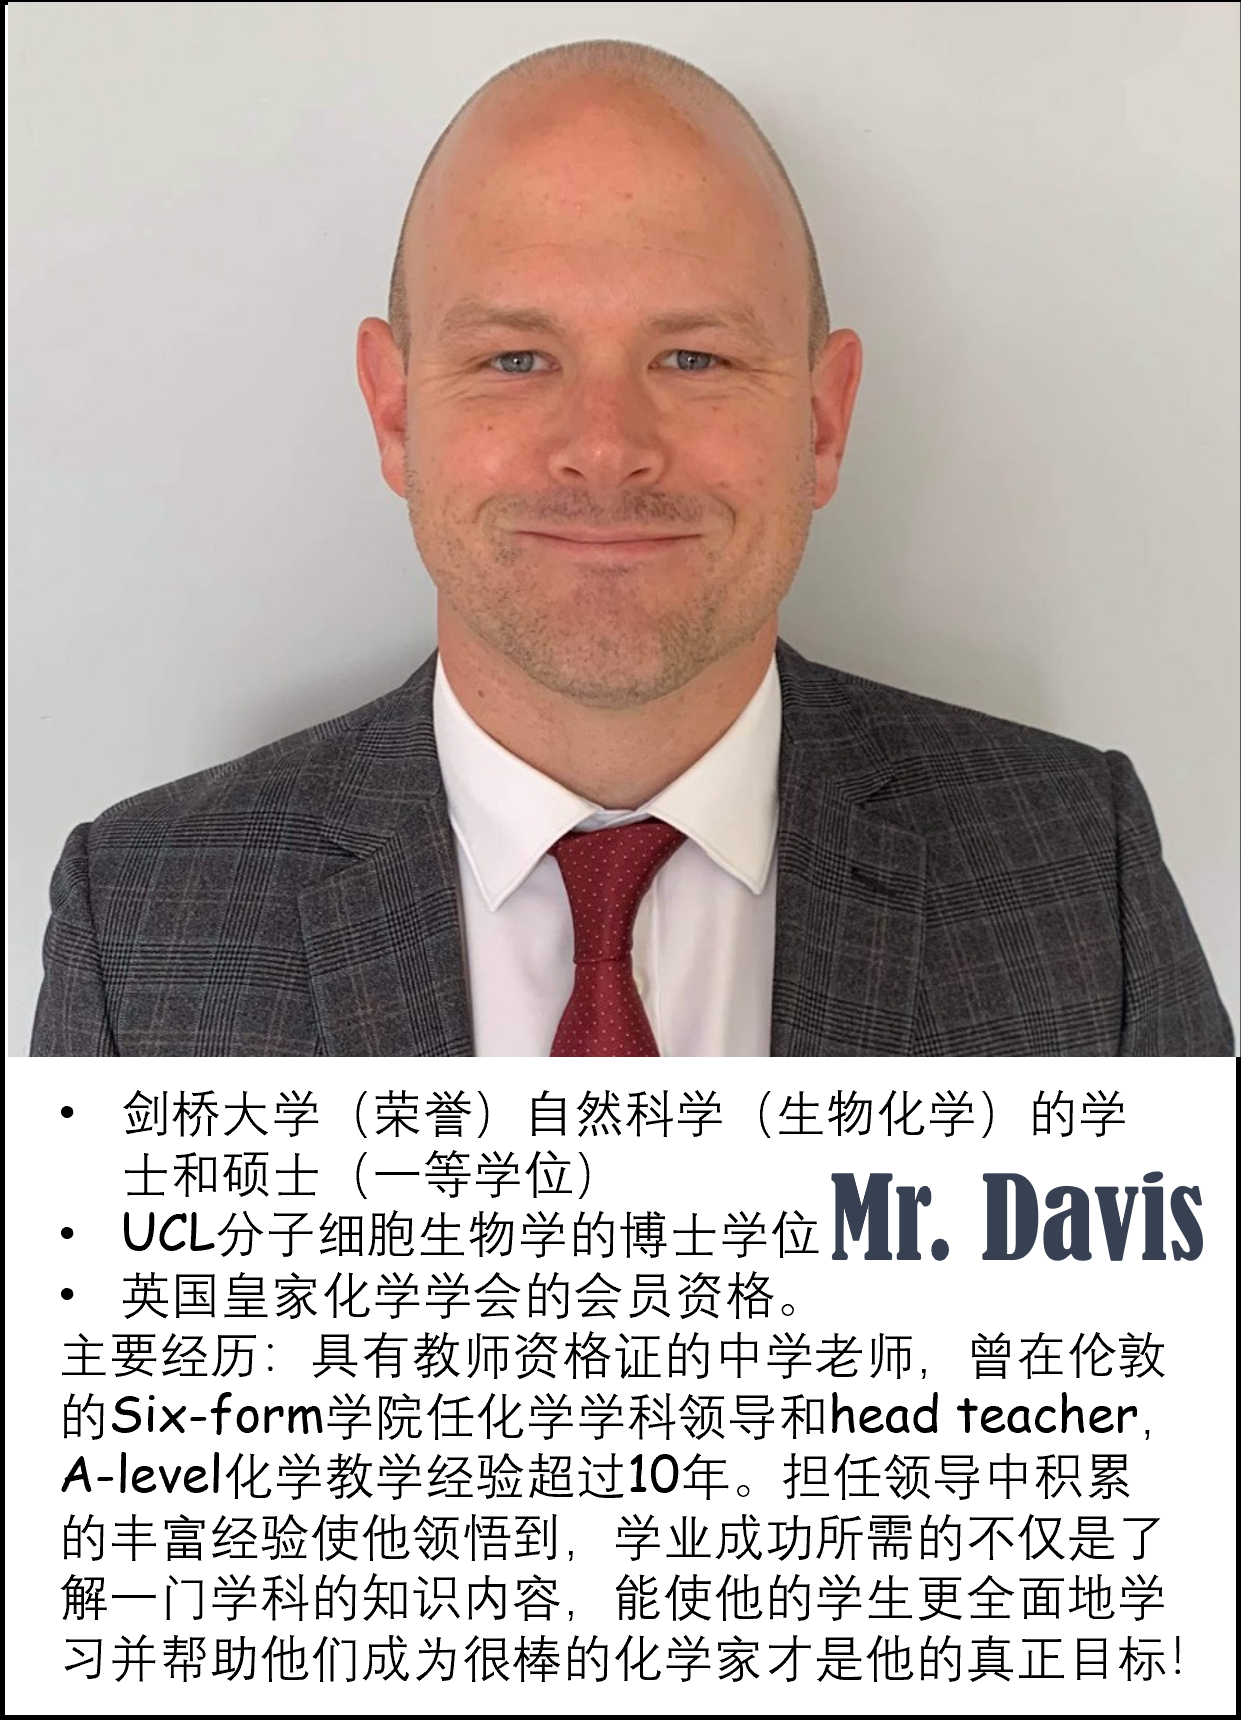 • 剑桥大学（荣誉）自然科学（生物化学）的学
士和硕士（一等学位）
Mr. Davis
• UCL分子细胞生物学的博士学位
• 英国皇家化学学会的会员资格。
主要经历：具有教师资格证的中学老师，曾在伦敦
的Six-form学院任化学学科领导和head teacher，
A-level化学教学经验超过10年。担任领导中积累
的丰富经验使他领悟到，学业成功所需的不仅是了
解一门学科的知识内容，能使他的学生更全面地学
习并帮助他们成为很棒的化学家才是他的真正目标！